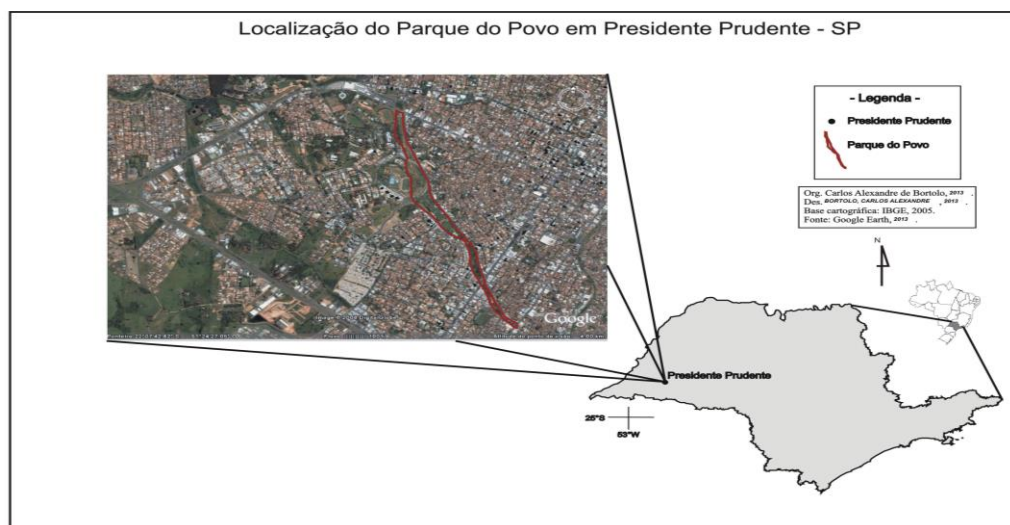 Localização do Parque do Povo em Presidente Prudente - SP
- Legenda -
Presidente Prudente
Parque do Povo
Org. Carlos Alexandre de Bortolo, 2013 .
Des. BORTOLO, CARLOS ALEXANDRE , 2013 .
Base cartográfica: IBGE, 2005.
Fonte: Google Earth, 2013 .
N
Google
Presidente Prudente
25°S
53°W